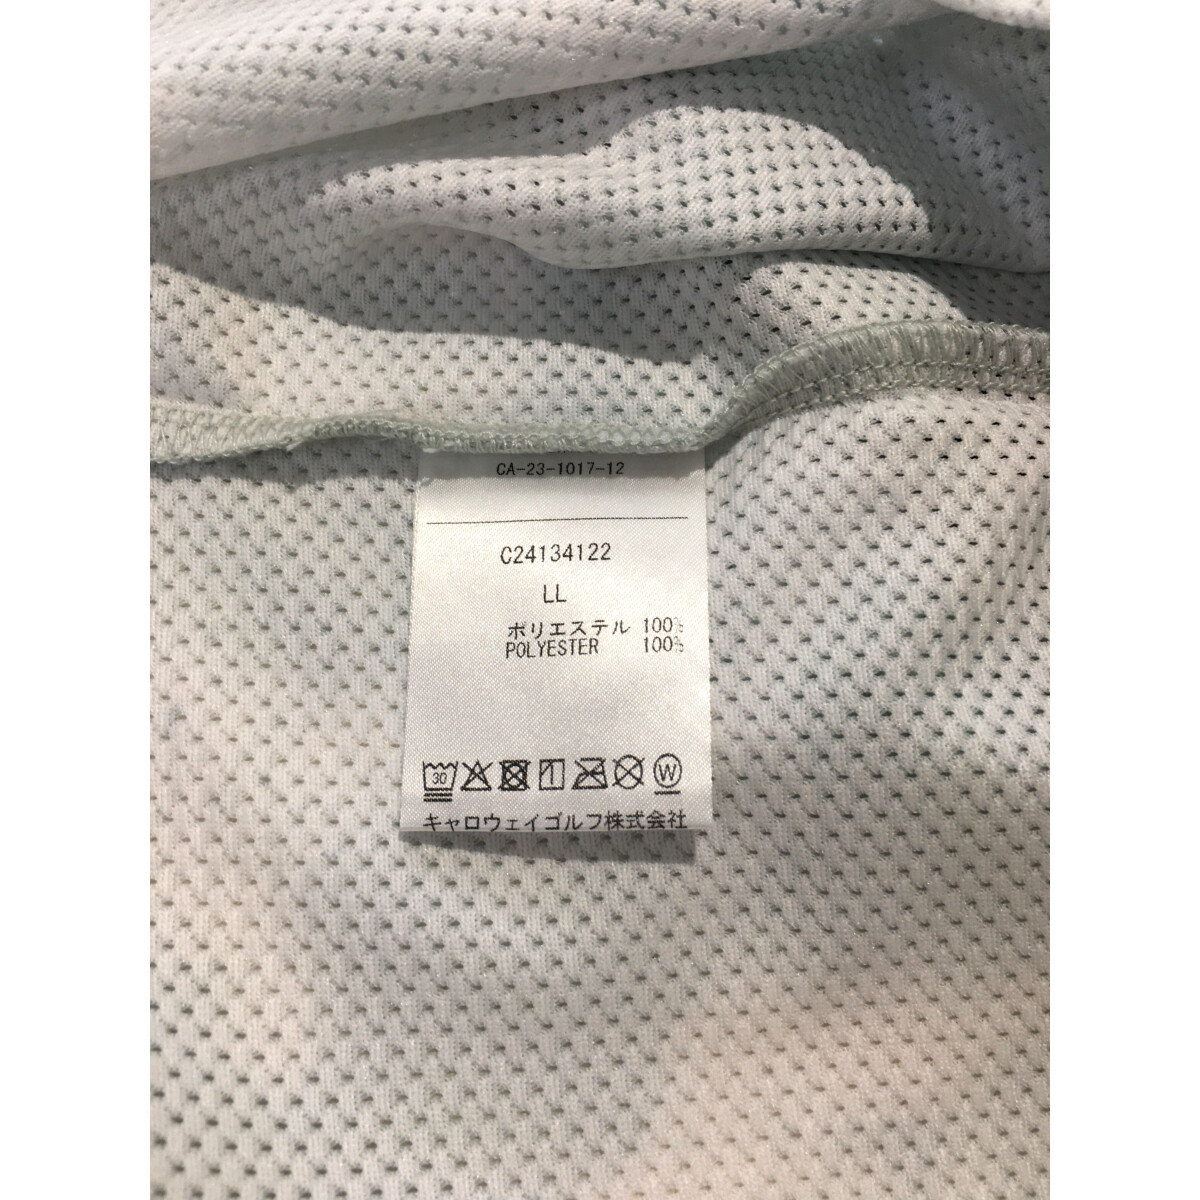 CA-23-1017-12
C24134122
LL
ポリエステル 100%
POLYESTER 100%
30
W
キャロウェイゴルフ株式会社